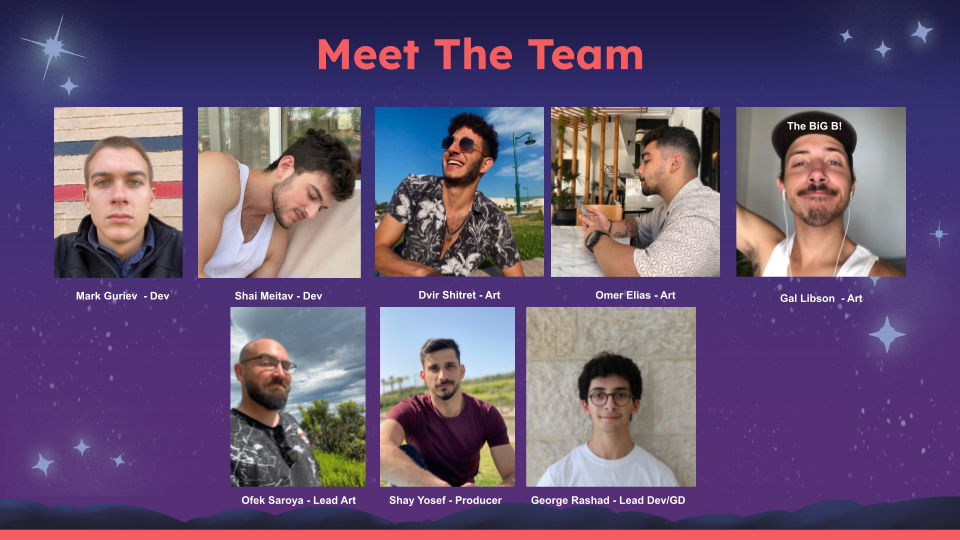 Meet The Team
The BiG B!
Mark Guriev - Dev
Shai Meitav - Dev
Dvir Shitret - Art
Omer Elias - Art
Gal Libson - Art
Ofek Saroya - Lead Art
Shay Yosef - Producer
George Rashad - Lead Dev/GD